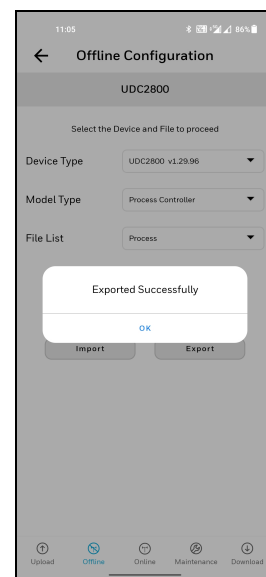 11:05
86%
Offline Configuration
UDC2800
Select the Device and File to proceed
Device Type
UDC2800 v1.29.96
Model Type
Process Controller
File List
Process
Exported Successfully
OK
Import Export
Upload Offline Online Maintenance Download